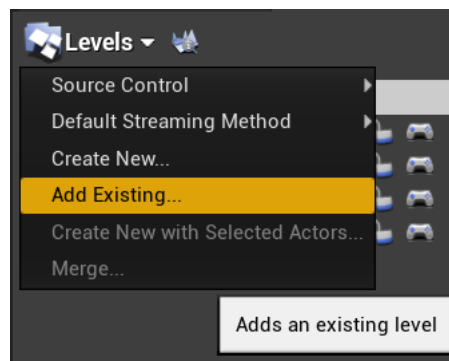 Levels
Source Control
Default Streaming Method
Create New...
Add Existing...
Create New with Selected Actors...
Merge...
Adds an existing level